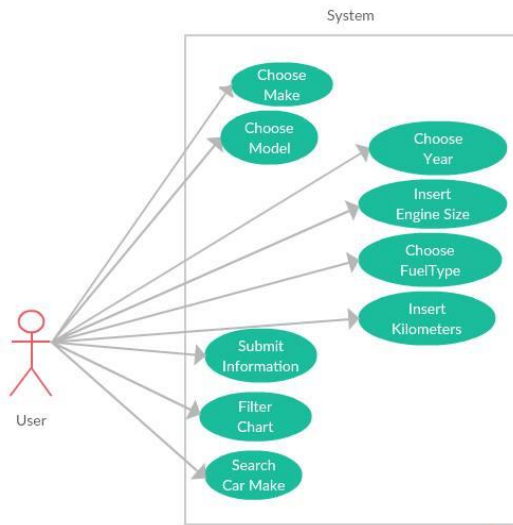 System
Choose
Make
Choose
Model
Choose
Year
Insert
Engine Size
Choose
FuelType
Insert
Kilometers
Submit
Information
Filter
Chart
Search
Car Make
User